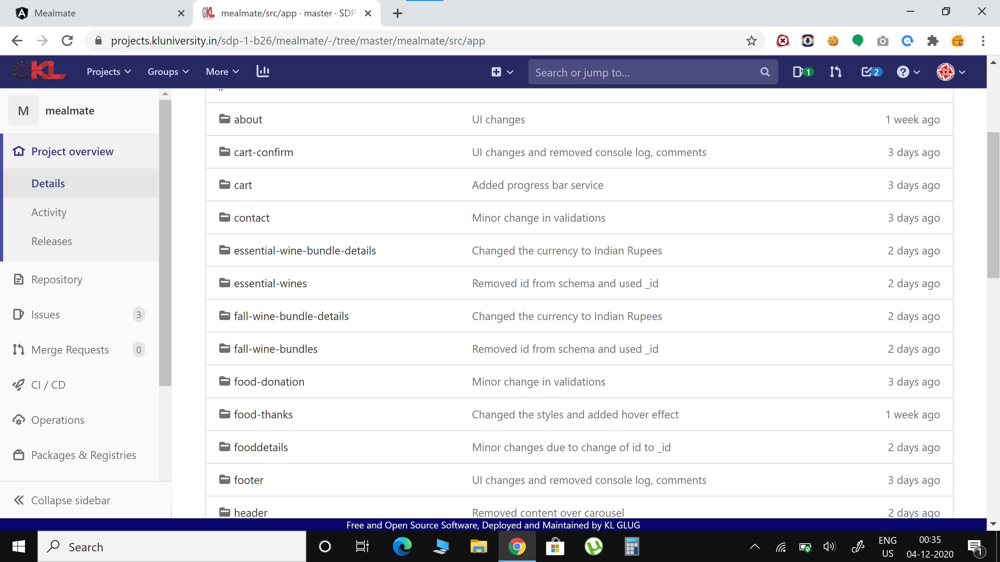 Mealmate
mealmate/src/app · master · SDP
projects.kluniversity.in/sdp-1-b26/mealmate/-/tree/master/mealmate/src/app
KL
UNIVERSITY
Projects
Groups
More
Search or jump to...
1
2
..
M
mealmate
Project overview
Details
Activity
Releases
Repository
Issues 3
Merge Requests 0
CI / CD
Operations
Packages & Registries
Collapse sidebar
about UI changes 1 week ago
cart-confirm UI changes and removed console log, comments 3 days ago
cart Added progress bar service 3 days ago
contact Minor change in validations 3 days ago
essential-wine-bundle-details Changed the currency to Indian Rupees 2 days ago
essential-wines Removed id from schema and used _id 2 days ago
fall-wine-bundle-details Changed the currency to Indian Rupees 2 days ago
fall-wine-bundles Removed id from schema and used _id 2 days ago
food-donation Minor change in validations 3 days ago
food-thanks Changed the styles and added hover effect 1 week ago
fooddetails Minor changes due to change of id to _id 2 days ago
footer UI changes and removed console log, comments 3 days ago
header Removed content over carousel 2 days ago
Free and Open Source Software, Deployed and Maintained by KL GLUG
Search
ENG
US
00:35
04-12-2020
1